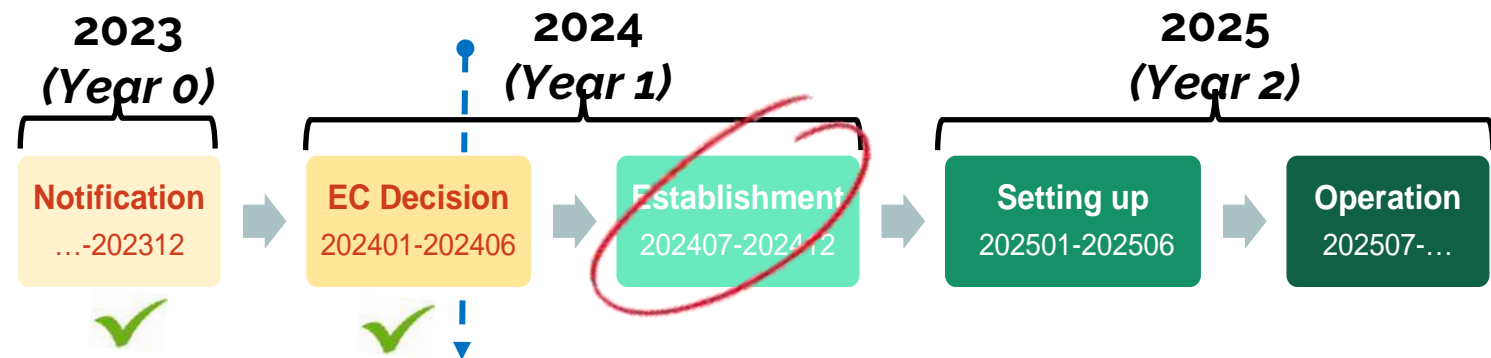 2023
(Year 0)
2024
(Year 1)
2025
(Year 2)
Notification
…-202312
EC Decision
202401-202406
Establishment
202407-202412
Setting up
202501-202506
Operation
202507-…